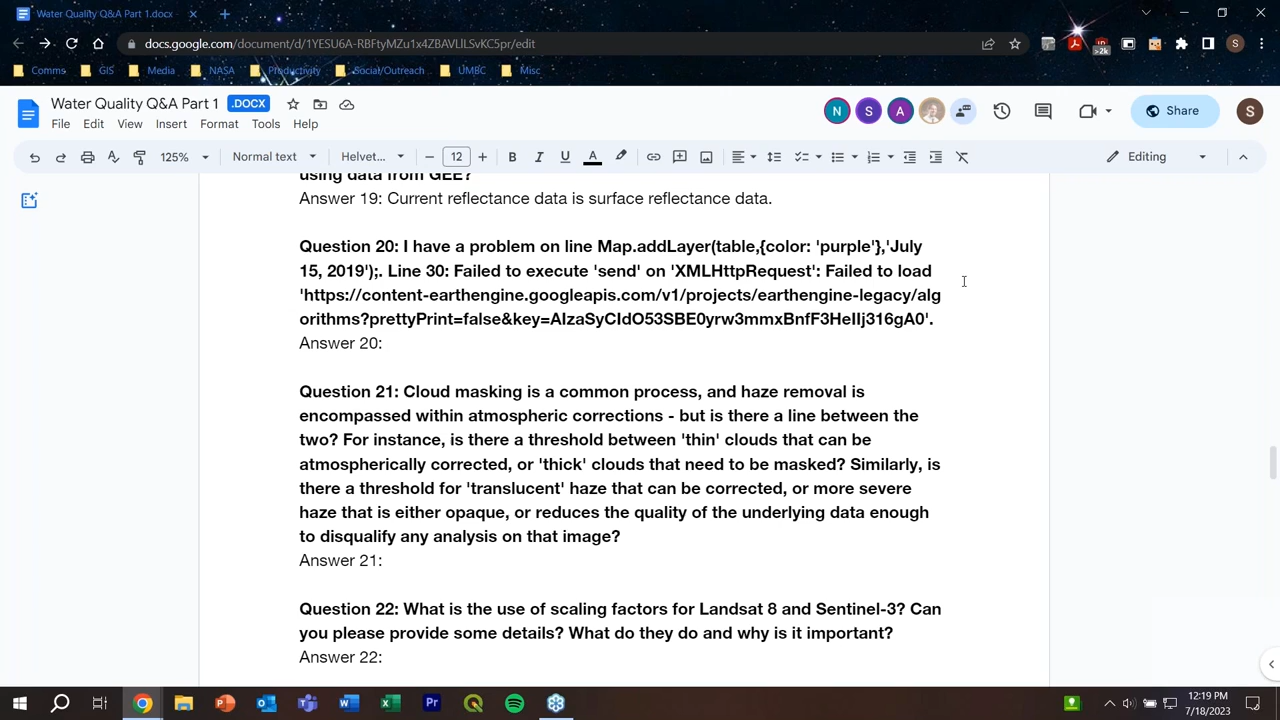 Water Quality Q&A Part 1.docx
docs.google.com/document/d/1YESU6A-RBFtyMZu1x4ZBAVLlLSvKC5pr/edit
>2k
S
Comms GIS Media NASA Productivity Social/Outreach UMBC Misc
Water Quality Q&A Part 1 .DOCX
N S A Share S
File Edit View Insert Format Tools Help
125% Normal text Helvet... 12 B I U A Editing
using data from GEE?
Answer 19: Current reflectance data is surface reflectance data.
Question 20: I have a problem on line Map.addLayer(table,{color: 'purple'},'July
15, 2019');. Line 30: Failed to execute 'send' on 'XMLHttpRequest': Failed to load
'https://content-earthengine.googleapis.com/v1/projects/earthengine-legacy/alg
orithms?prettyPrint=false&key=AIzaSyCIdO53SBE0yrw3mmxBnfF3HeIIj316gA0'.
Answer 20:
Question 21: Cloud masking is a common process, and haze removal is
encompassed within atmospheric corrections - but is there a line between the
two? For instance, is there a threshold between 'thin' clouds that can be
atmospherically corrected, or 'thick' clouds that need to be masked? Similarly, is
there a threshold for 'translucent' haze that can be corrected, or more severe
haze that is either opaque, or reduces the quality of the underlying data enough
to disqualify any analysis on that image?
Answer 21:
Question 22: What is the use of scaling factors for Landsat 8 and Sentinel-3? Can
you please provide some details? What do they do and why is it important?
Answer 22:
12:19 PM
7/18/2023